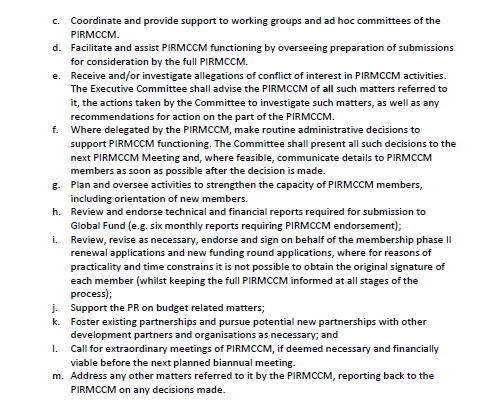 c. Coordinate and provide support to working groups and ad hoc committees of the
PIRMCCM.
d. Facilitate and assist PIRMCCM functioning by overseeing preparation of submissions
for consideration by the full PIRMCCM.
e. Receive and/or investigate allegations of conflict of interest in PIRMCCM activities.
The Executive Committee shall advise the PIRMCCM of all such matters referred to
it, the actions taken by the Committee to investigate such matters, as well as any
recommendations for action on the part of the PIRMCCM.
f. Where delegated by the PIRMCCM, make routine administrative decisions to
support PIRMCCM functioning. The Committee shall present all such decisions to the
next PIRMCCM Meeting and, where feasible, communicate details to PIRMCCM
members as soon as possible after the decision is made.
g. Plan and oversee activities to strengthen the capacity of PIRMCCM members,
including orientation of new members.
h. Review and endorse technical and financial reports required for submission to
Global Fund (e.g. six monthly reports requiring PIRMCCM endorsement);
i. Review, revise as necessary, endorse and sign on behalf of the membership phase II
renewal applications and new funding round applications, where for reasons of
practicality and time constrains it is not possible to obtain the original signature of
each member (whilst keeping the full PIRMCCM informed at all stages of the
process);
j. Support the PR on budget related matters;
k. Foster existing partnerships and pursue potential new partnerships with other
development partners and organisations as necessary; and
l. Call for extraordinary meetings of PIRMCCM, if deemed necessary and financially
viable before the next planned biannual meeting.
m. Address any other matters referred to it by the PIRMCCM, reporting back to the
PIRMCCM on any decisions made.